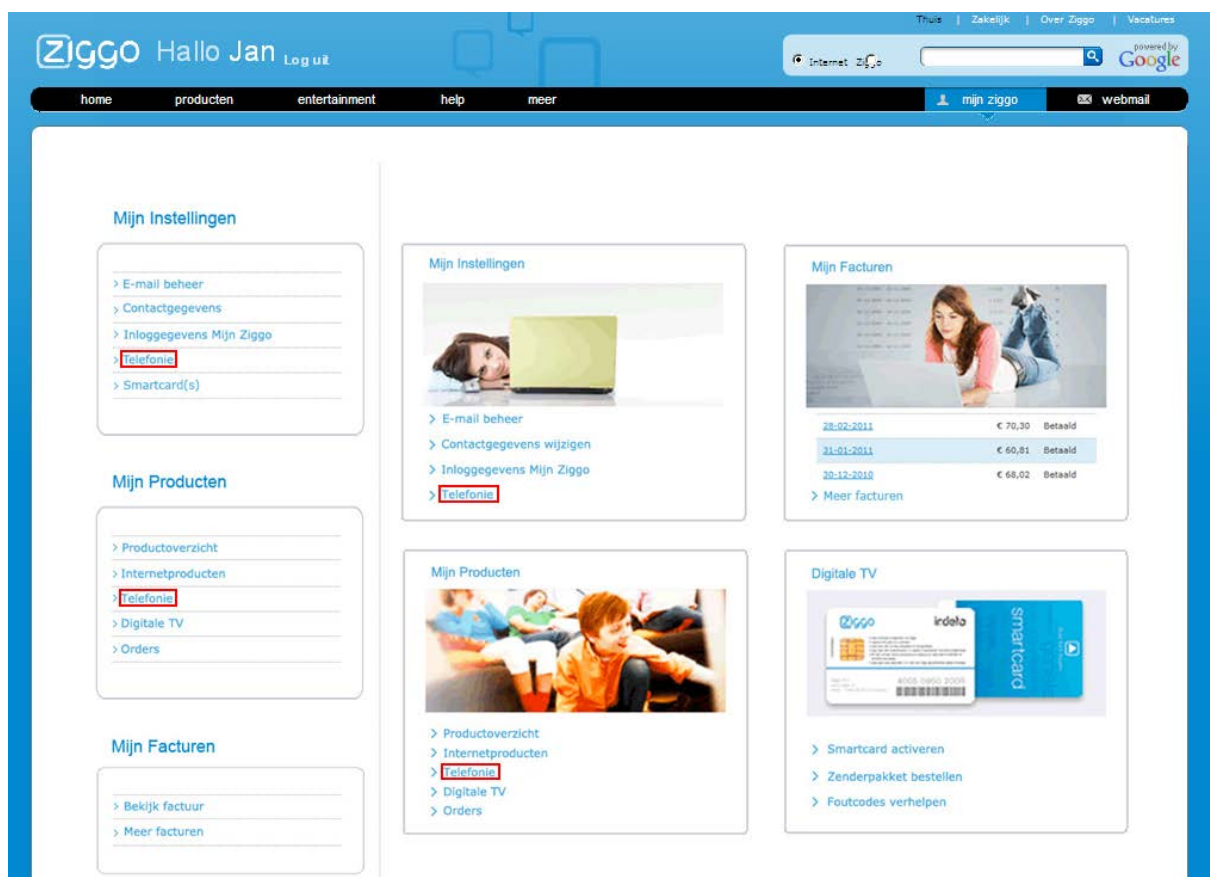 Thuis | Zakelijk | Over Ziggo | Vacatures
Ziggo Hallo Jan Log uit
Internet
powered by Google
home producten entertainment help meer mijn ziggo webmail
Mijn Instellingen
> E-mail beheer
> Contactgegevens
> Inloggegevens Mijn Ziggo
> Telefonie
> Smartcard(s)
Mijn Producten
> Productoverzicht
> Internetproducten
> Telefonie
> Digitale TV
> Orders
Mijn Facturen
> Bekijk factuur
> Meer facturen
Mijn Instellingen
> E-mail beheer
> Contactgegevens wijzigen
> Inloggegevens Mijn Ziggo
> Telefonie
Mijn Facturen
28-02-2011 € 70,30 Betaald
31-01-2011 € 60,81 Betaald
30-12-2010 € 68,02 Betaald
> Meer facturen
Mijn Producten
> Productoverzicht
> Internetproducten
> Telefonie
> Digitale TV
> Orders
Digitale TV
Ziggo irdeto
smartcard
> Smartcard activeren
> Zenderpakket bestellen
> Foutcodes verhelpen